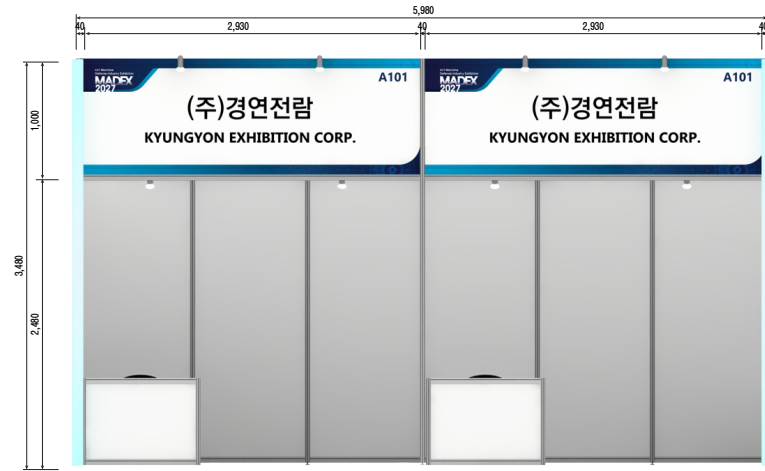 5,980
40
2,930
40
2,930
40
MADEX
2027
A101
(주)경연전람
KYUNGYON EXHIBITION CORP.
MADEX
2027
A101
(주)경연전람
KYUNGYON EXHIBITION CORP.
1,000
3,480
2,480